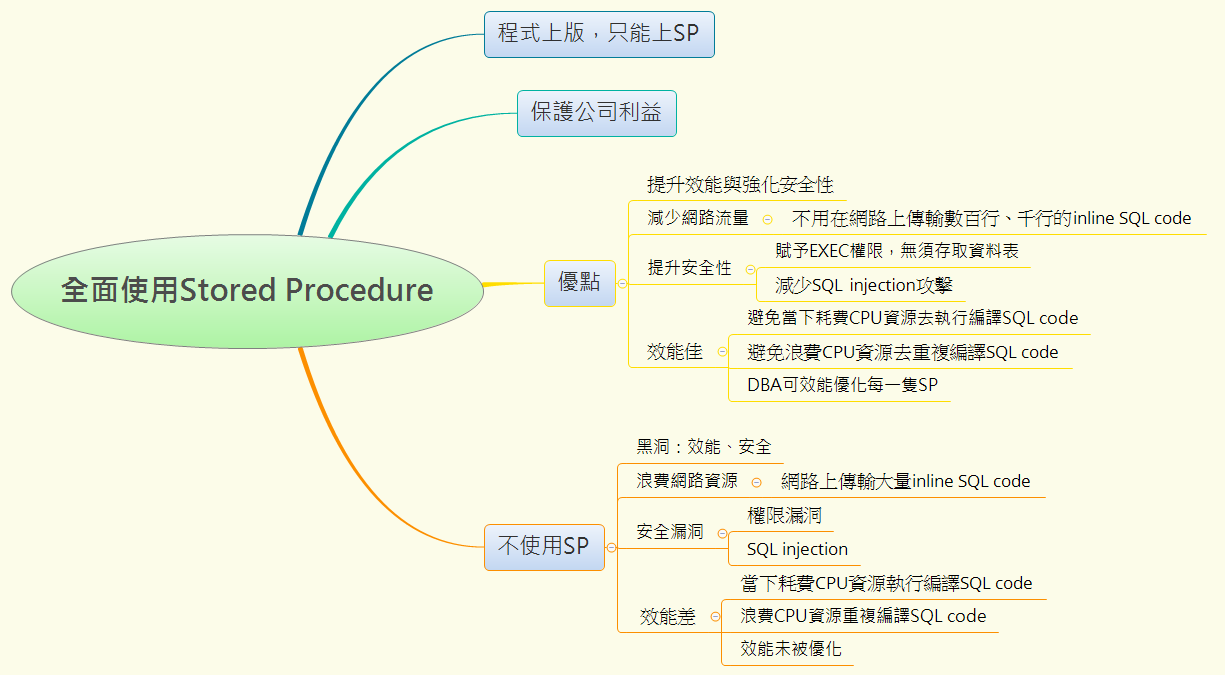 程式上版，只能上SP
保護公司利益
全面使用Stored Procedure
優點
提升效能與強化安全性
減少網路流量
不用在網路上傳輸數百行、千行的inline SQL code
提升安全性
賦予EXEC權限，無須存取資料表
減少SQL injection攻擊
效能佳
避免當下耗費CPU資源去執行編譯SQL code
避免浪費CPU資源去重複編譯SQL code
DBA可效能優化每一隻SP
不使用SP
黑洞：效能、安全
浪費網路資源
網路上傳輸大量inline SQL code
安全漏洞
權限漏洞
SQL injection
效能差
當下耗費CPU資源執行編譯SQL code
浪費CPU資源重複編譯SQL code
效能未被優化